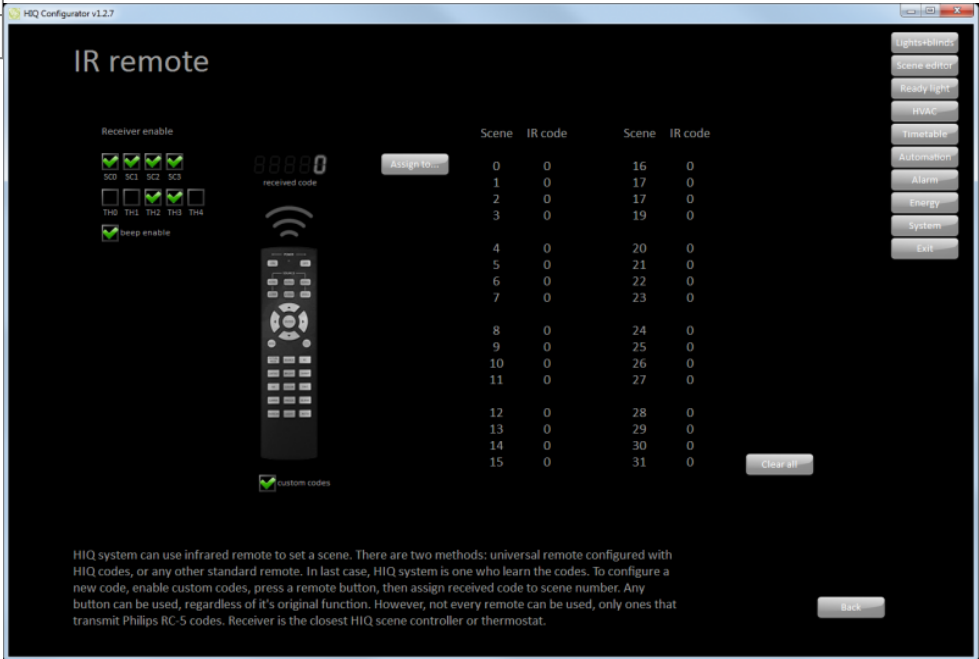 HIQ Configurator v1.2.7
IR remote
Lights+blinds
Scene editor
Ready light
HVAC
Timetable
Automation
Alarm
Energy
System
Exit
Receiver enable
SC0 SC1 SC2 SC3
TH0 TH1 TH2 TH3 TH4
beep enable
0
received code
Assign to...
custom codes
Scene IR code Scene IR code
0 0 16 0
1 0 17 0
2 0 17 0
3 0 19 0
4 0 20 0
5 0 21 0
6 0 22 0
7 0 23 0
8 0 24 0
9 0 25 0
10 0 26 0
11 0 27 0
12 0 28 0
13 0 29 0
14 0 30 0
15 0 31 0
Clear all
HIQ system can use infrared remote to set a scene. There are two methods: universal remote configured with
HIQ codes, or any other standard remote. In last case, HIQ system is one who learn the codes. To configure a
new code, enable custom codes, press a remote button, then assign received code to scene number. Any
button can be used, regardless of it's original function. However, not every remote can be used, only ones that
transmit Philips RC-5 codes. Receiver is the closest HIQ scene controller or thermostat.
Back